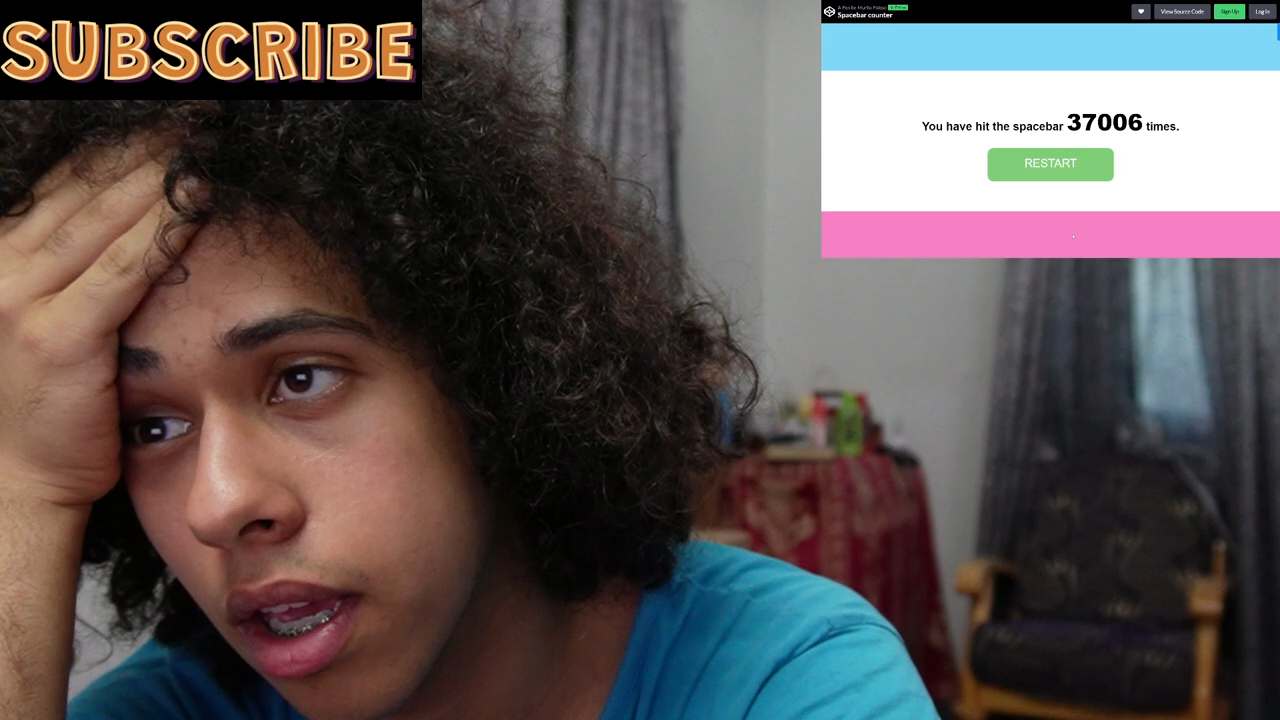 SUBSCRIBE
Spacebar counter
View Source Code
Sign Up
Log In
You have hit the spacebar 37006 times.
RESTART